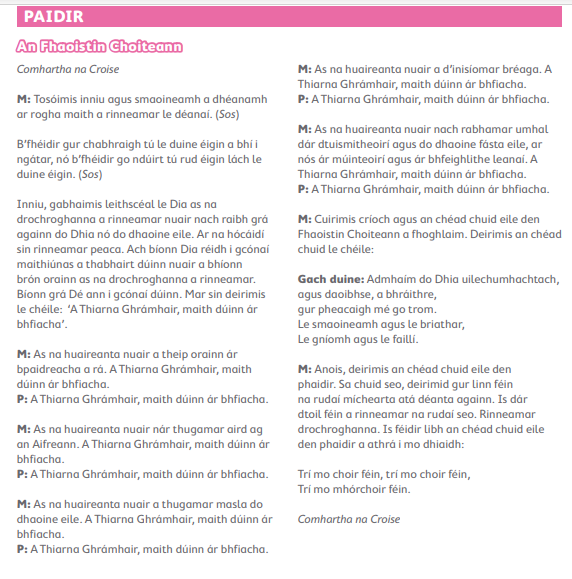 PAIDIR
An Fhaoistin Choiteann
Comhartha na Croise
M: Tosóimis inniu agus smaoineamh a dhéanamh
ar rogha maith a rinneamar le déanaí. (Sos)
B'fhéidir gur chabhraigh tú le duine éigin a bhí i
ngátar, nó b'fhéidir go ndúirt tú rud éigin lách le
duine éigin. (Sos)
Inniu, gabhaimis leithscéal le Dia as na
drochroghanna a rinneamar nuair nach raibh grá
againn do Dhia nó do dhaoine eile. Ar na hócáidí
sin rinneamar peaca. Ach bíonn Dia réidh i gcónaí
maithiúnas a thabhairt dúinn nuair a bhíonn
brón orainn as na drochroghanna a rinneamar.
Bíonn grá Dé ann i gcónaí dúinn. Mar sin deirimis
le chéile: 'A Thiarna Ghrámhair, maith dúinn ár
bhfiacha'.
M: As na huaireanta nuair a theip orainn ár
bpaidreacha a rá. A Thiarna Ghrámhair, maith
dúinn ár bhfiacha.
P: A Thiarna Ghrámhair, maith dúinn ár bhfiacha.
M: As na huaireanta nuair nár thugamar aird ag
an Aifreann. A Thiarna Ghrámhair, maith dúinn ár
bhfiacha.
P: A Thiarna Ghrámhair, maith dúinn ár bhfiacha.
M: As na huaireanta nuair a thugamar masla do
dhaoine eile. A Thiarna Ghrámhair, maith dúinn ár
bhfiacha.
P: A Thiarna Ghrámhair, maith dúinn ár bhfiacha.
M: As na huaireanta nuair a d'inisíomar bréaga. A
Thiarna Ghrámhair, maith dúinn ár bhfiacha.
P: A Thiarna Ghrámhair, maith dúinn ár bhfiacha.
M: As na huaireanta nuair nach rabhamar umhal
dár dtuismitheoirí agus do dhaoine fásta eile, ar
nós ár múinteoirí agus ár bhfeighlithe leanaí. A
Thiarna Ghrámhair, maith dúinn ár bhfiacha.
P: A Thiarna Ghrámhair, maith dúinn ár bhfiacha.
M: Cuirimis críoch agus an chéad chuid eile den
Fhaoistin Choiteann a fhoghlaim. Deirimis an chéad
chuid le chéile:
Gach duine: Admhaím do Dhia uilechumhachtach,
agus daoibhse, a bhráithre,
gur pheacaigh mé go trom.
Le smaoineamh agus le briathar,
Le gníomh agus le faillí.
M: Anois, deirimis an chéad chuid eile den
phaidir. Sa chuid seo, deirimid gur linn féin
na rudaí míchearta atá déanta againn. Is dár
dtoil féin a rinneamar na rudaí seo. Rinneamar
drochroghanna. Is féidir libh an chéad chuid eile
den phaidir a athrá i mo dhiaidh:
Trí mo choir féin, trí mo choir féin,
Trí mo mhórchoir féin.
Comhartha na Croise